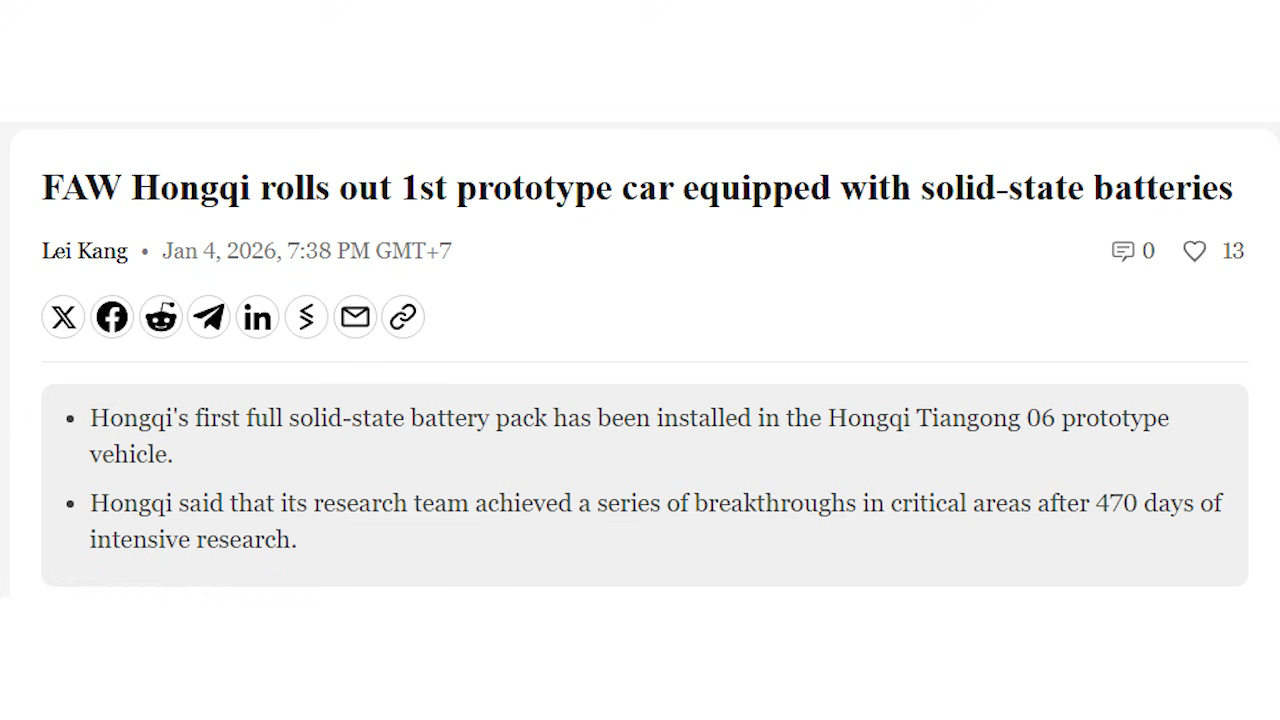 FAW Hongqi rolls out 1st prototype car equipped with solid-state batteries
Lei Kang • Jan 4, 2026, 7:38 PM GMT+7
0 13
• Hongqi's first full solid-state battery pack has been installed in the Hongqi Tiangong 06 prototype
vehicle.
• Hongqi said that its research team achieved a series of breakthroughs in critical areas after 470 days of
intensive research.